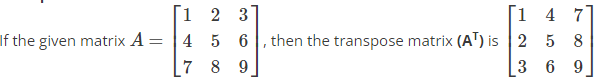 If the given matrix A = [1 2 3; 4 5 6; 7 8 9], then the transpose matrix (Aᵀ) is [1 4 7; 2 5 8; 3 6 9]